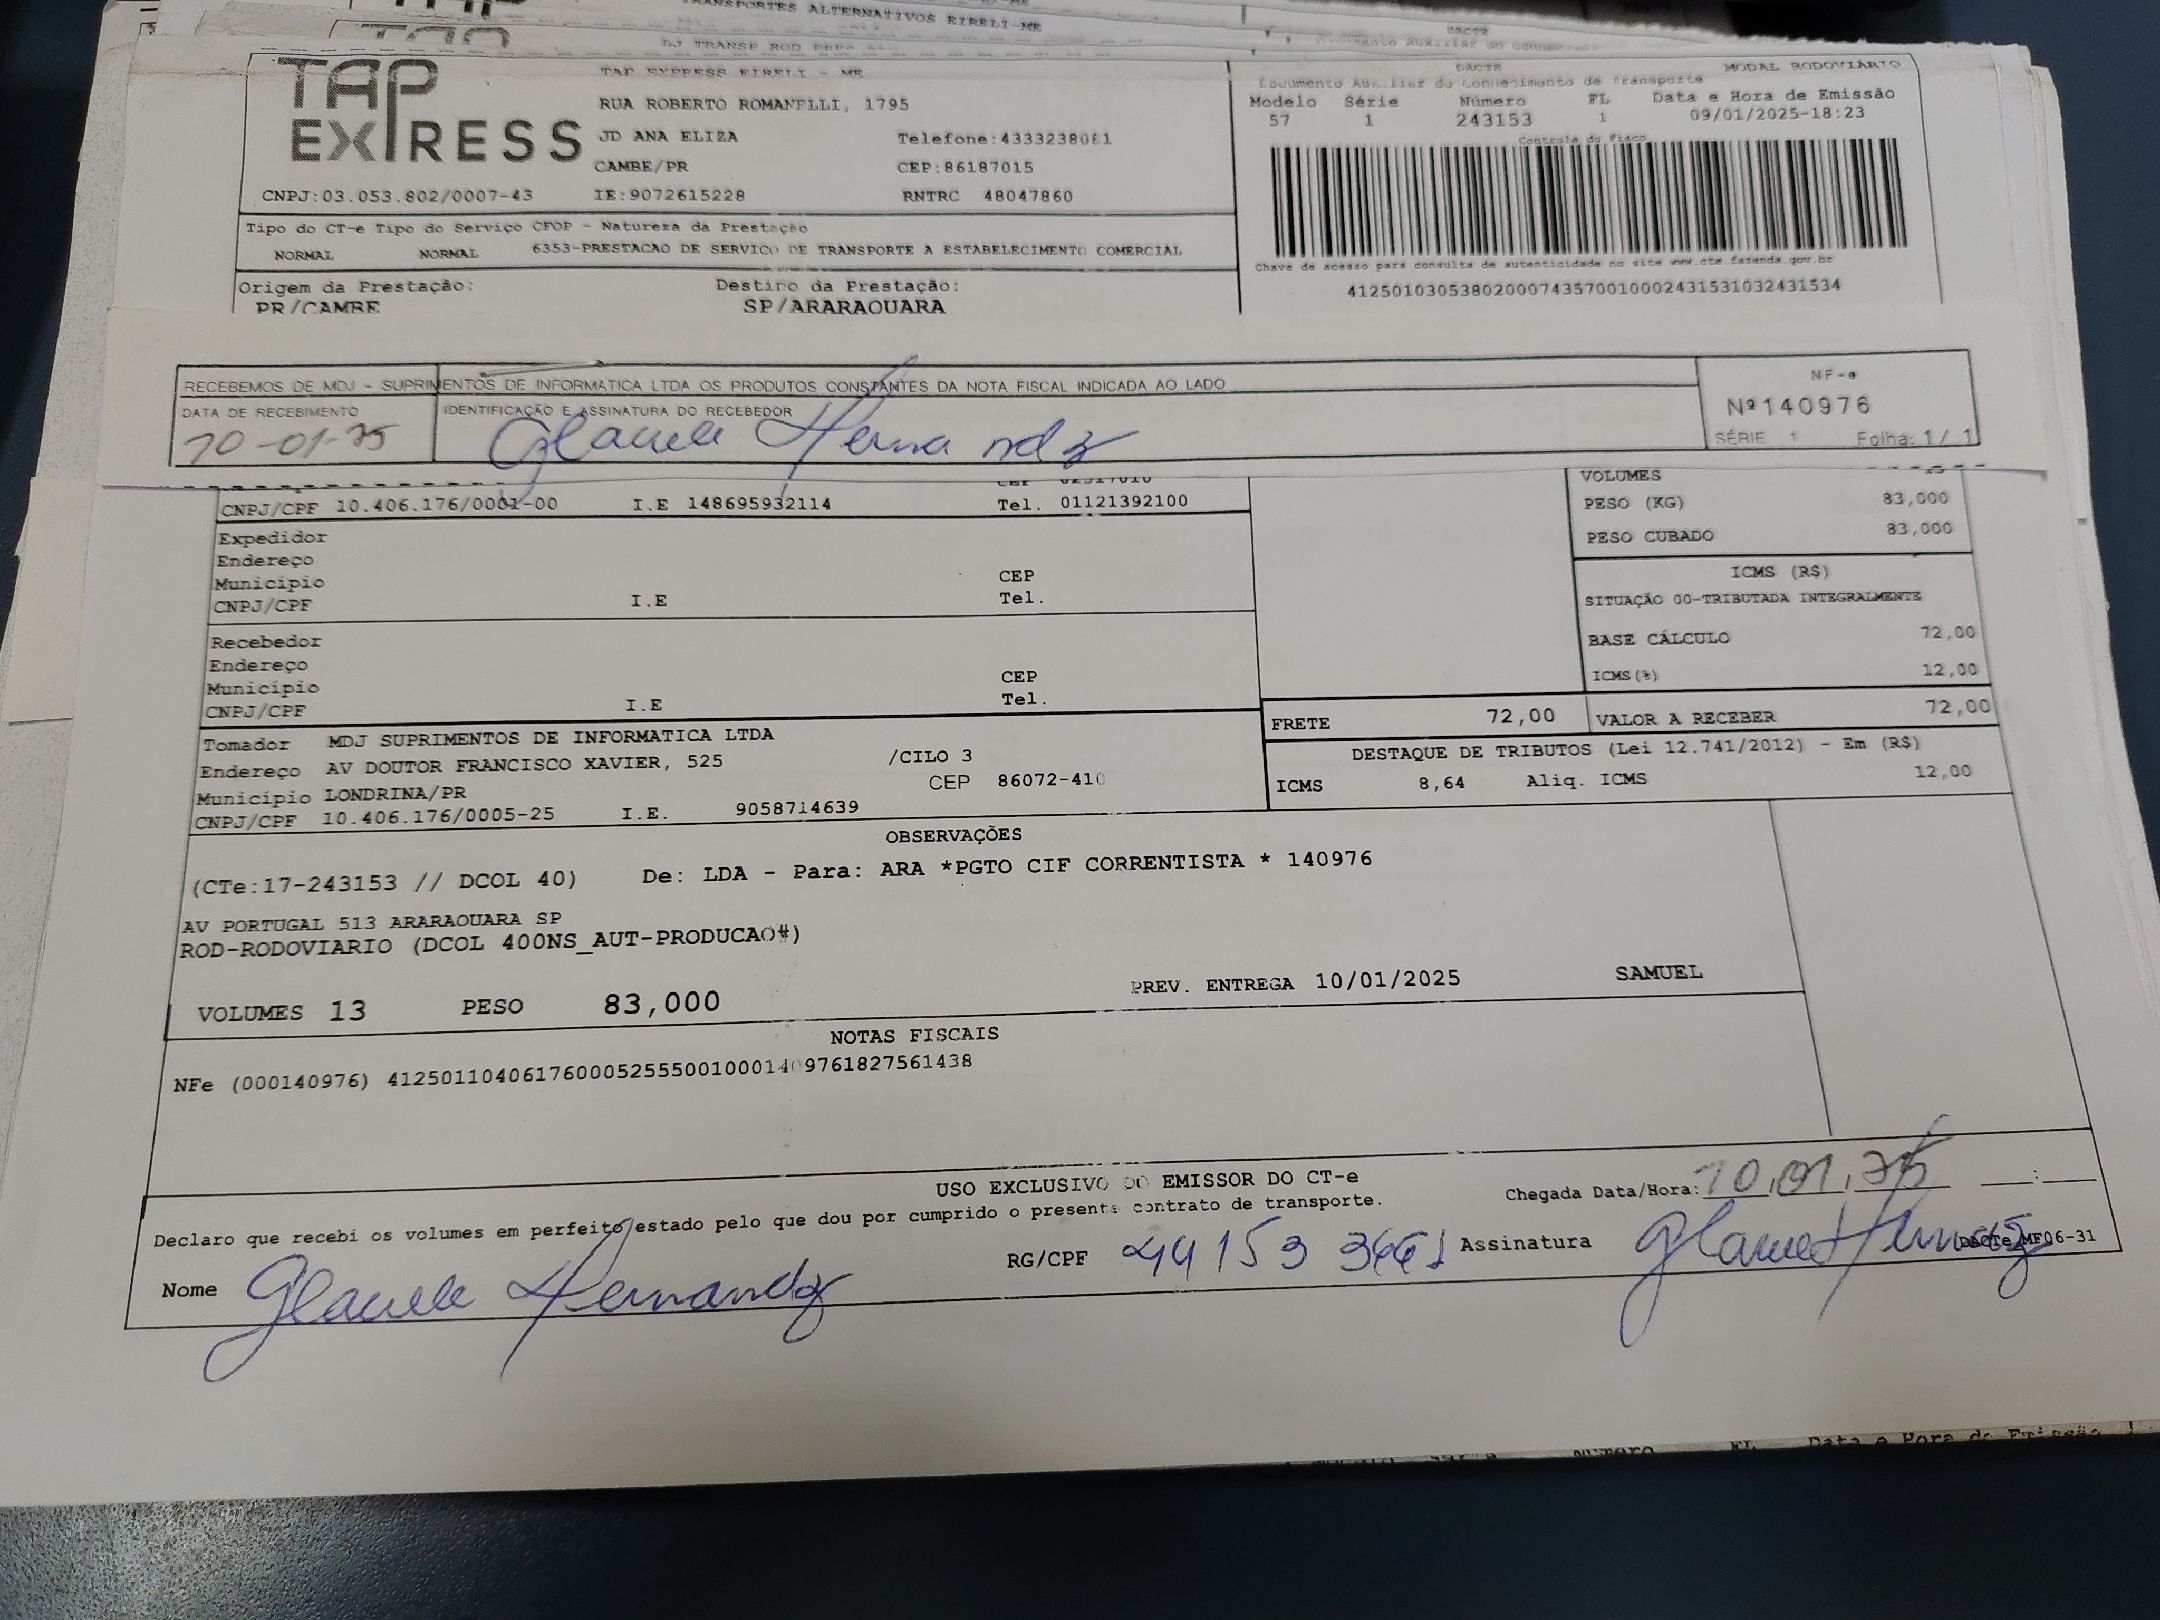 TRANSPORTES ALTERNATIVOS EIRELI-ME
DACTE
TAP EXPRESS
TAP EXPRESS EIRELI - ME
RUA ROBERTO ROMANELLI, 1795
JD ANA ELIZA Telefone:4333238081
CAMBE/PR CEP:86187015
CNPJ:03.053.802/0007-43 IE:9072615228 RNTRC 48047860
DACTE MODAL RODOVIÁRIO
Documento Auxiliar do Conhecimento de Transporte
Modelo Série Número FL Data e Hora de Emissão
57 1 243153 1 09/01/2025-18:23
Controle do Fisco
Chave de acesso para consulta de autenticidade no site www.cte.fazenda.gov.br
41250103053802000743570010002431531032431534
Tipo do CT-e Tipo do Serviço CFOP - Natureza da Prestação
NORMAL NORMAL 6353-PRESTACAO DE SERVICO DE TRANSPORTE A ESTABELECIMENTO COMERCIAL
Origem da Prestação: Destino da Prestação:
PR/CAMBE SP/ARARAQUARA
RECEBEMOS DE MDJ - SUPRIMENTOS DE INFORMATICA LTDA OS PRODUTOS CONSTANTES DA NOTA FISCAL INDICADA AO LADO
DATA DE RECEBIMENTO IDENTIFICAÇÃO E ASSINATURA DO RECEBEDOR
10-01-25
NF-e
Nº140976
SÉRIE 1 Folha: 1/ 1
CNPJ/CPF 10.406.176/0001-00 I.E 148695932114 Tel. 01121392100
Expedidor
Endereço
Município CEP
CNPJ/CPF I.E Tel.
Recebedor
Endereço
Município CEP
CNPJ/CPF I.E Tel.
VOLUMES
PESO (KG) 83,000
PESO CUBADO 83,000
ICMS (R$)
SITUAÇÃO 00-TRIBUTADA INTEGRALMENTE
BASE CÁLCULO 72,00
ICMS(%) 12,00
FRETE 72,00 VALOR A RECEBER 72,00
Tomador MDJ SUPRIMENTOS DE INFORMATICA LTDA
Endereço AV DOUTOR FRANCISCO XAVIER, 525 /CILO 3
Município LONDRINA/PR CEP 86072-410
CNPJ/CPF 10.406.176/0005-25 I.E. 9058714639
DESTAQUE DE TRIBUTOS (Lei 12.741/2012) - Em (R$)
ICMS 8,64 Aliq. ICMS 12,00
OBSERVAÇÕES
(CTe:17-243153 // DCOL 40) De: LDA - Para: ARA *PGTO CIF CORRENTISTA * 140976
AV PORTUGAL 513 ARARAQUARA SP
ROD-RODOVIARIO (DCOL 400NS_AUT-PRODUCAO#)
VOLUMES 13 PESO 83,000 PREV. ENTREGA 10/01/2025 SAMUEL
NOTAS FISCAIS
NFe (000140976) 41250110406176000525550010001409761827561438
USO EXCLUSIVO DO EMISSOR DO CT-e
Declaro que recebi os volumes em perfeito estado pelo que dou por cumprido o presente contrato de transporte.
Chegada Data/Hora: 10,01,25 :
Nome RG/CPF Assinatura
DACTe MF06-31
Data e Hora de Emissão